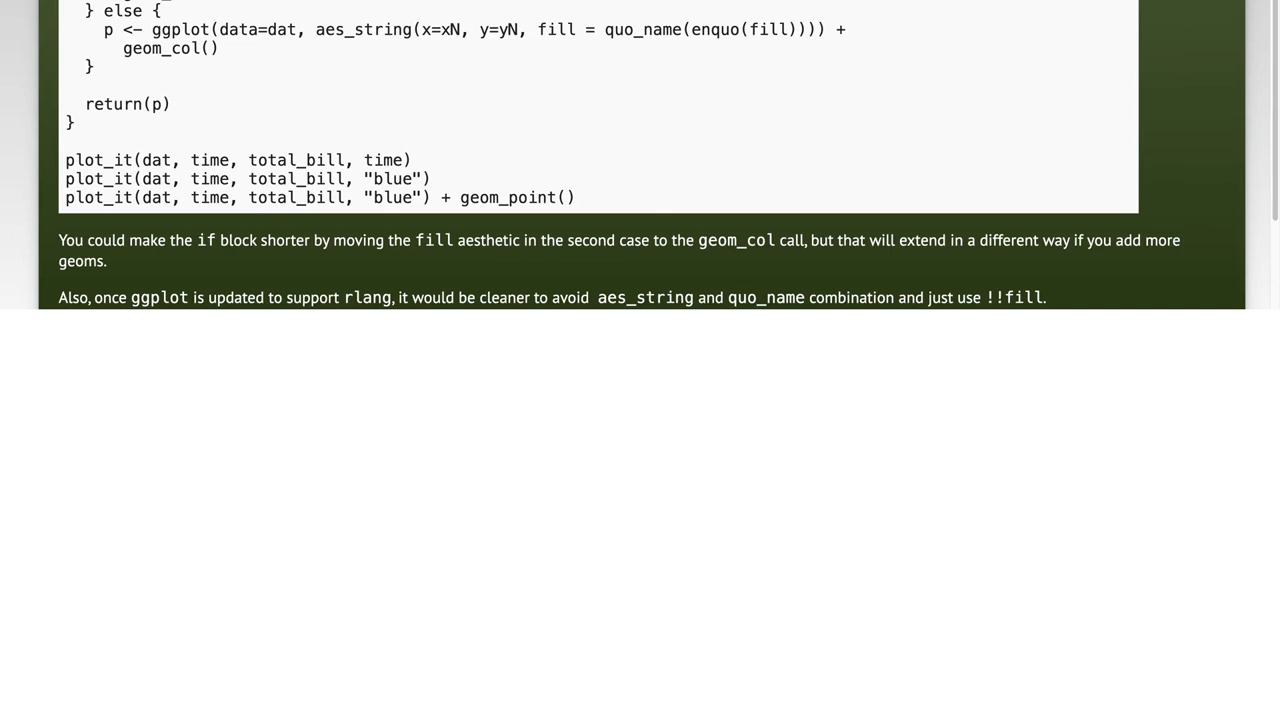 } else {
p <- ggplot(data=dat, aes_string(x=xN, y=yN, fill = quo_name(enquo(fill)))) +
geom_col()
}
return(p)
}
plot_it(dat, time, total_bill, time)
plot_it(dat, time, total_bill, "blue")
plot_it(dat, time, total_bill, "blue") + geom_point()
You could make the if block shorter by moving the fill aesthetic in the second case to the geom_col call, but that will extend in a different way if you add more
geoms.
Also, once ggplot is updated to support rlang, it would be cleaner to avoid aes_string and quo_name combination and just use !!fill.